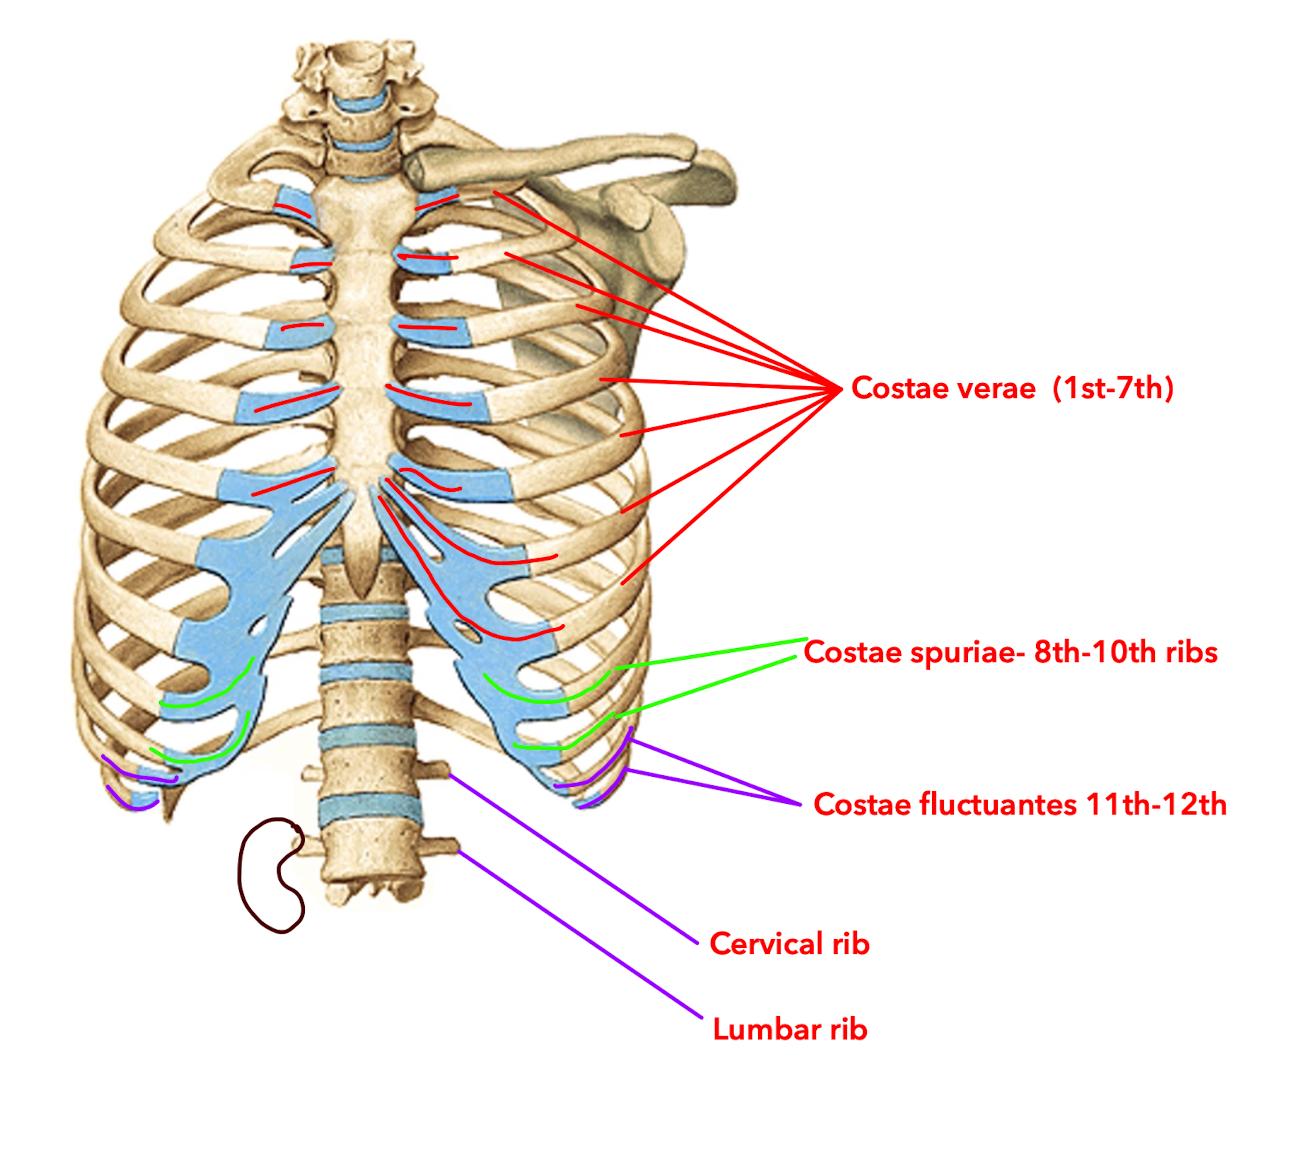 Costae verae (1st-7th)
Costae spuriae- 8th-10th ribs
Costae fluctuantes 11th-12th
Cervical rib
Lumbar rib